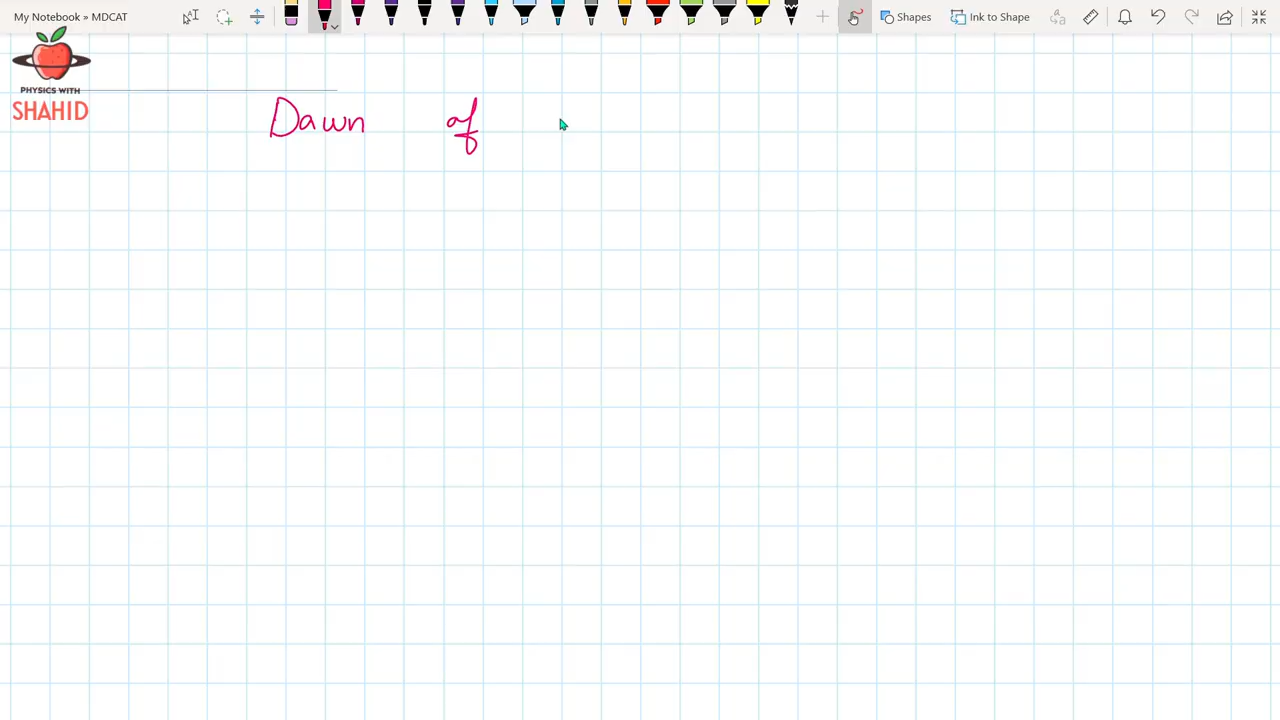 My Notebook » MDCAT
Shapes
Ink to Shape
PHYSICS WITH
SHAHID
Dawn of